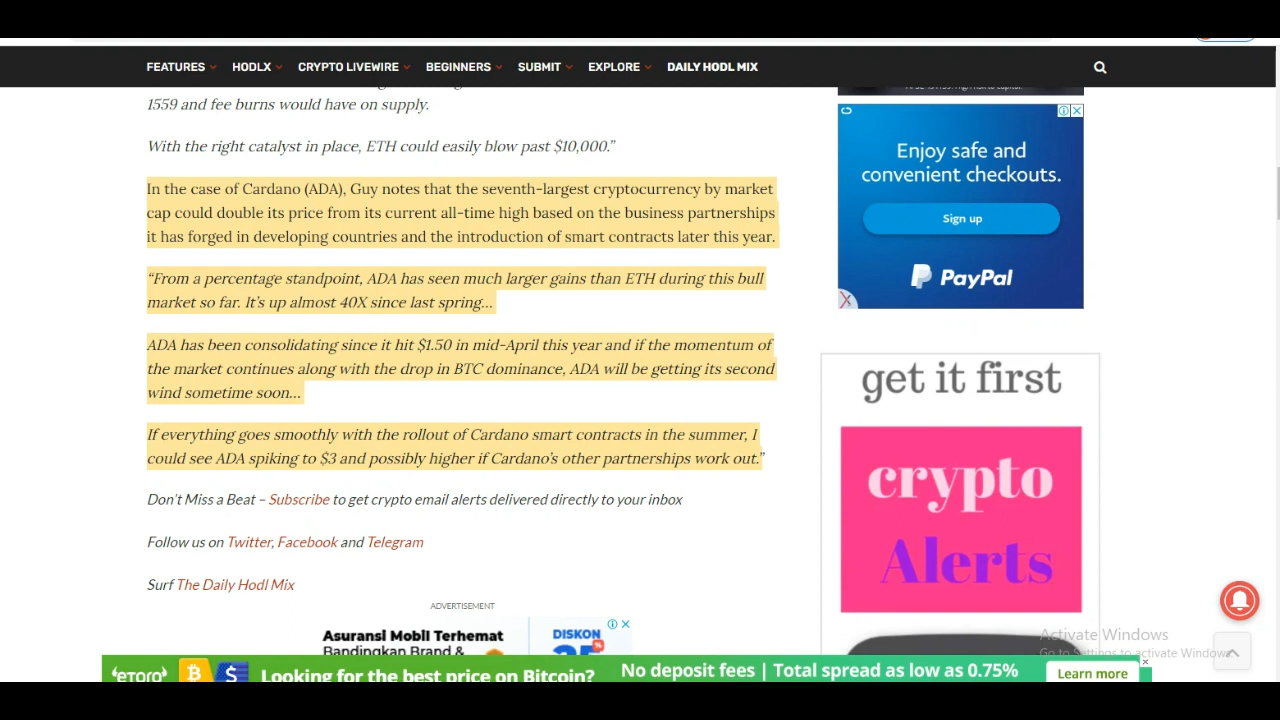 FEATURES HODLX CRYPTO LIVEWIRE BEGINNERS SUBMIT EXPLORE DAILY HODL MIX
1559 and fee burns would have on supply.
With the right catalyst in place, ETH could easily blow past $10,000.”
In the case of Cardano (ADA), Guy notes that the seventh-largest cryptocurrency by market
cap could double its price from its current all-time high based on the business partnerships
it has forged in developing countries and the introduction of smart contracts later this year.
“From a percentage standpoint, ADA has seen much larger gains than ETH during this bull
market so far. It’s up almost 40X since last spring…
ADA has been consolidating since it hit $1.50 in mid-April this year and if the momentum of
the market continues along with the drop in BTC dominance, ADA will be getting its second
wind sometime soon…
If everything goes smoothly with the rollout of Cardano smart contracts in the summer, I
could see ADA spiking to $3 and possibly higher if Cardano’s other partnerships work out.”
Don’t Miss a Beat – Subscribe to get crypto email alerts delivered directly to your inbox
Follow us on Twitter, Facebook and Telegram
Surf The Daily Hodl Mix
ADVERTISEMENT
Asuransi Mobil Terhemat
Bandingkan Brand &
DISKON
Enjoy safe and
convenient checkouts.
Sign up
PayPal
get it first
crypto
Alerts
Activate Windows
Go to Settings to activate Windows.
eToro
Looking for the best price on Bitcoin?
No deposit fees | Total spread as low as 0.75%
Learn more